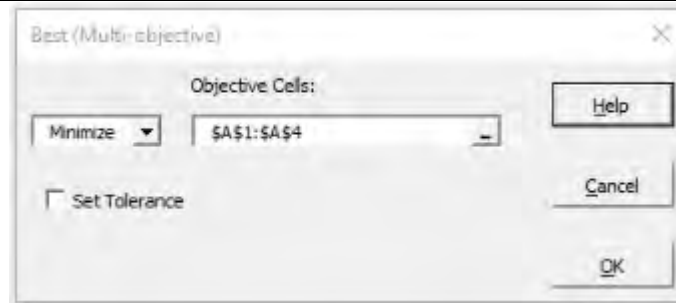 Best (Multi-objective)
Objective Cells:
Help
Minimize
$A$1:$A$4
Cancel
Set Tolerance
OK